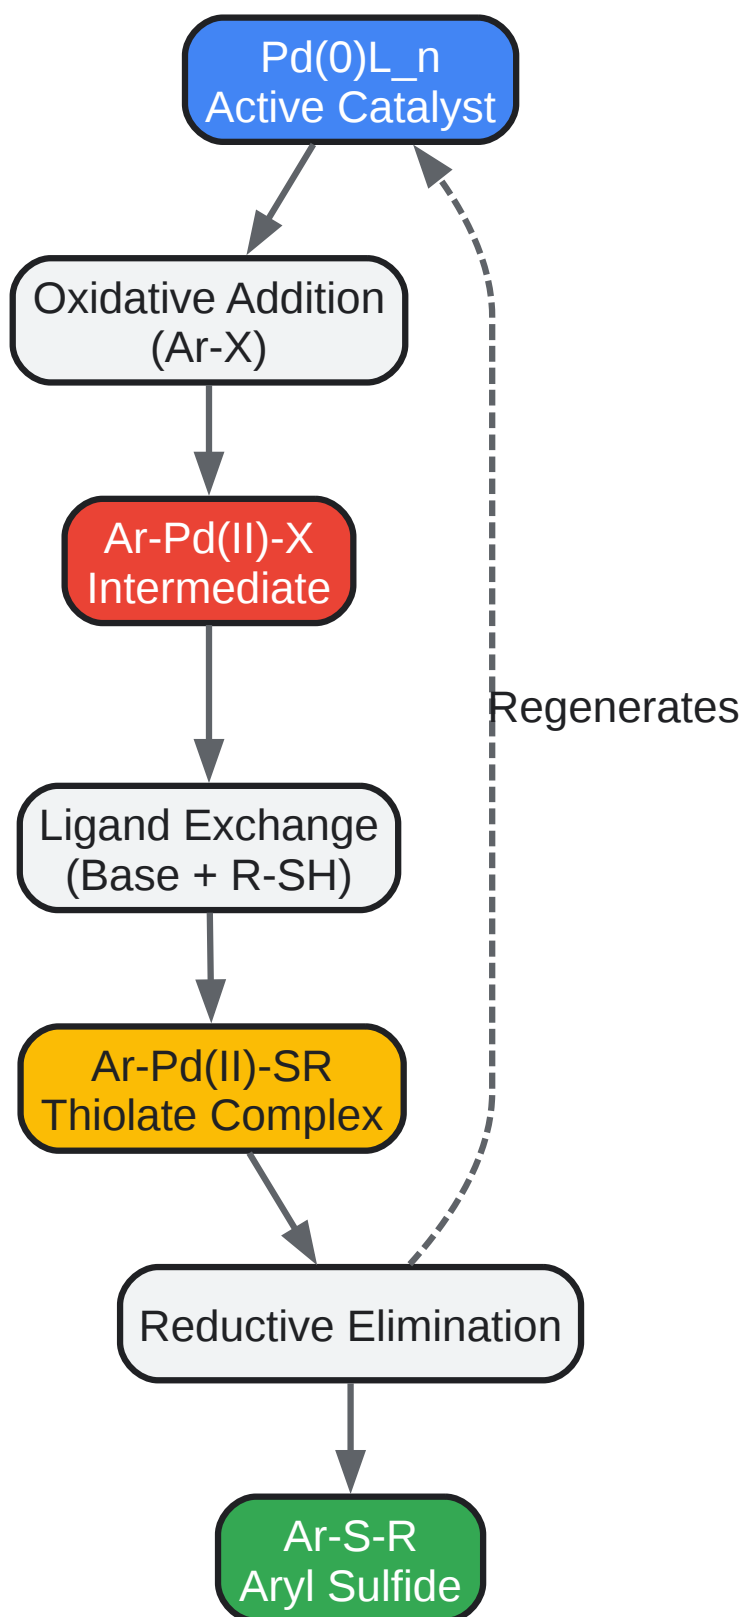 Pd(0)L_n
Active Catalyst
Oxidative Addition
(Ar-X)
Ar-Pd(II)-X
Intermediate
Regenerates
Ligand Exchange
(Base + R-SH)
Ar-Pd(II)-SR
Thiolate Complex
Reductive Elimination
Ar-S-R
Aryl Sulfide